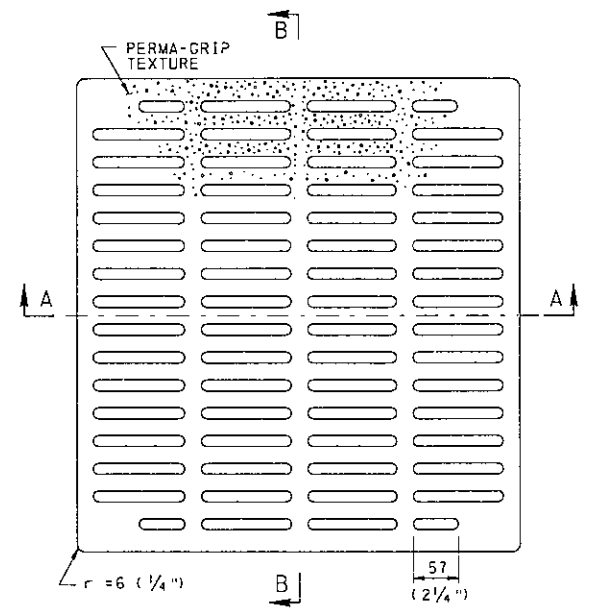 B
PERMA-GRIP
TEXTURE
A
A
r =6 (1/4")
B
57
(2 1/4")